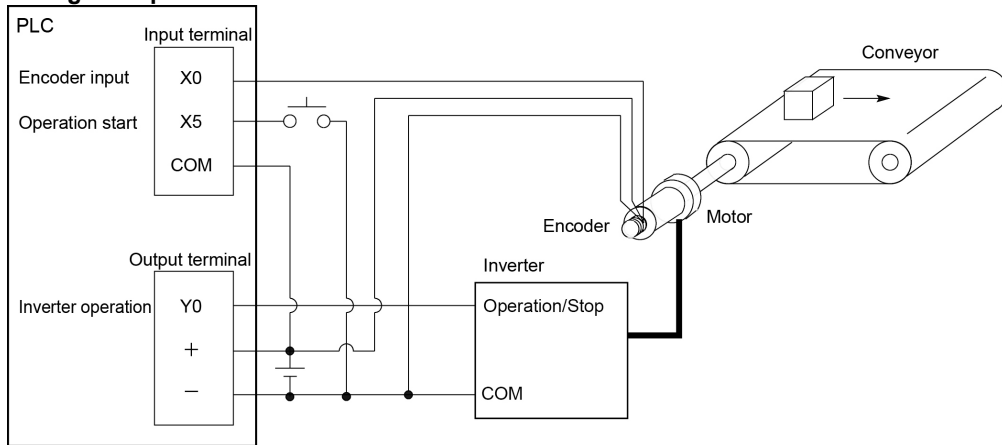 PLC
Input terminal
Encoder input
X0
Operation start
X5
COM
Conveyor
Encoder
Motor
Output terminal
Inverter
Inverter operation
Y0
Operation/Stop
+
−
COM